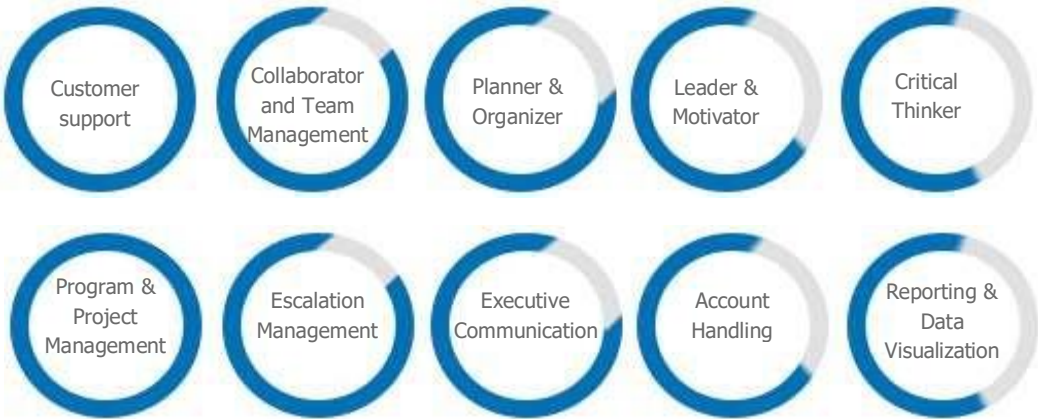 Customer
support
Collaborator
and Team
Management
Planner &
Organizer
Leader &
Motivator
Critical
Thinker
Program &
Project
Management
Escalation
Management
Executive
Communication
Account
Handling
Reporting &
Data
Visualization